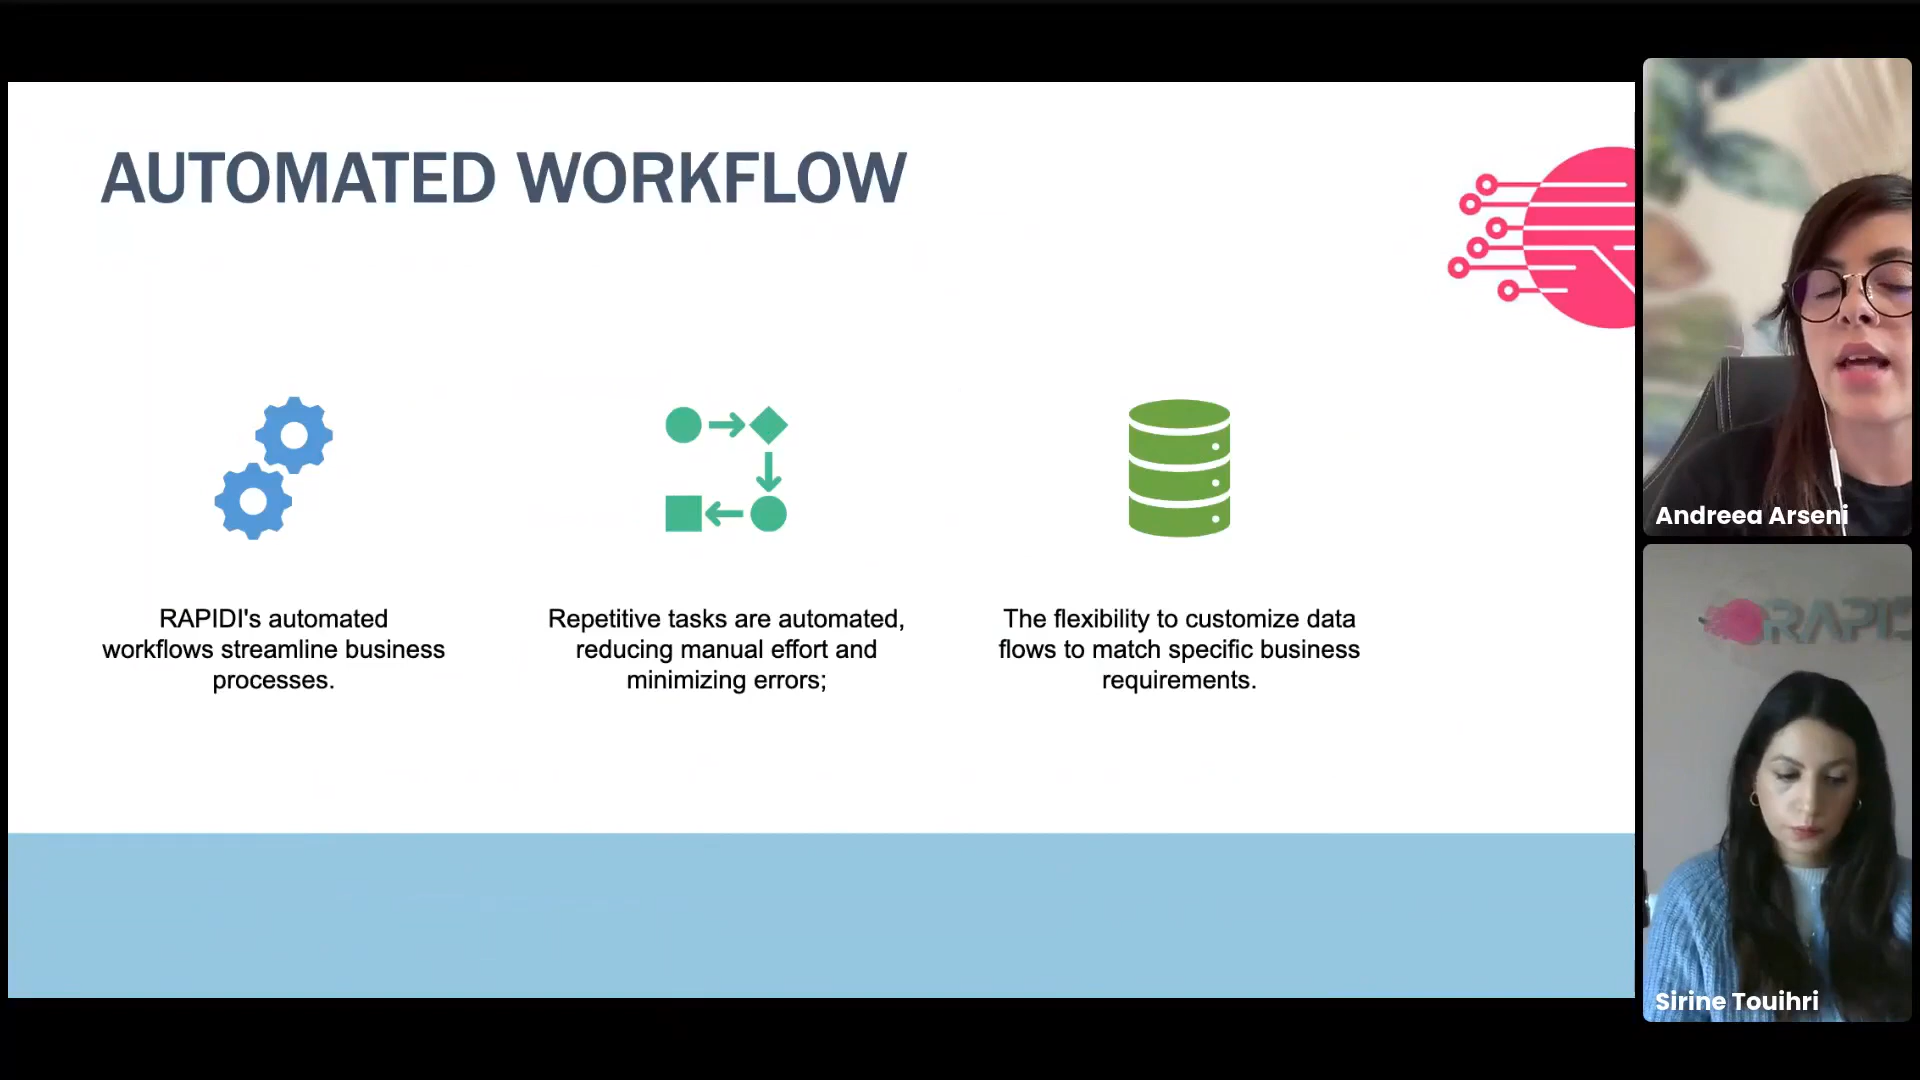 AUTOMATED WORKFLOW
RAPIDI's automated
workflows streamline business
processes.
Repetitive tasks are automated,
reducing manual effort and
minimizing errors;
The flexibility to customize data
flows to match specific business
requirements.
Andreea Arseni
RAPID
Sirine Touihri